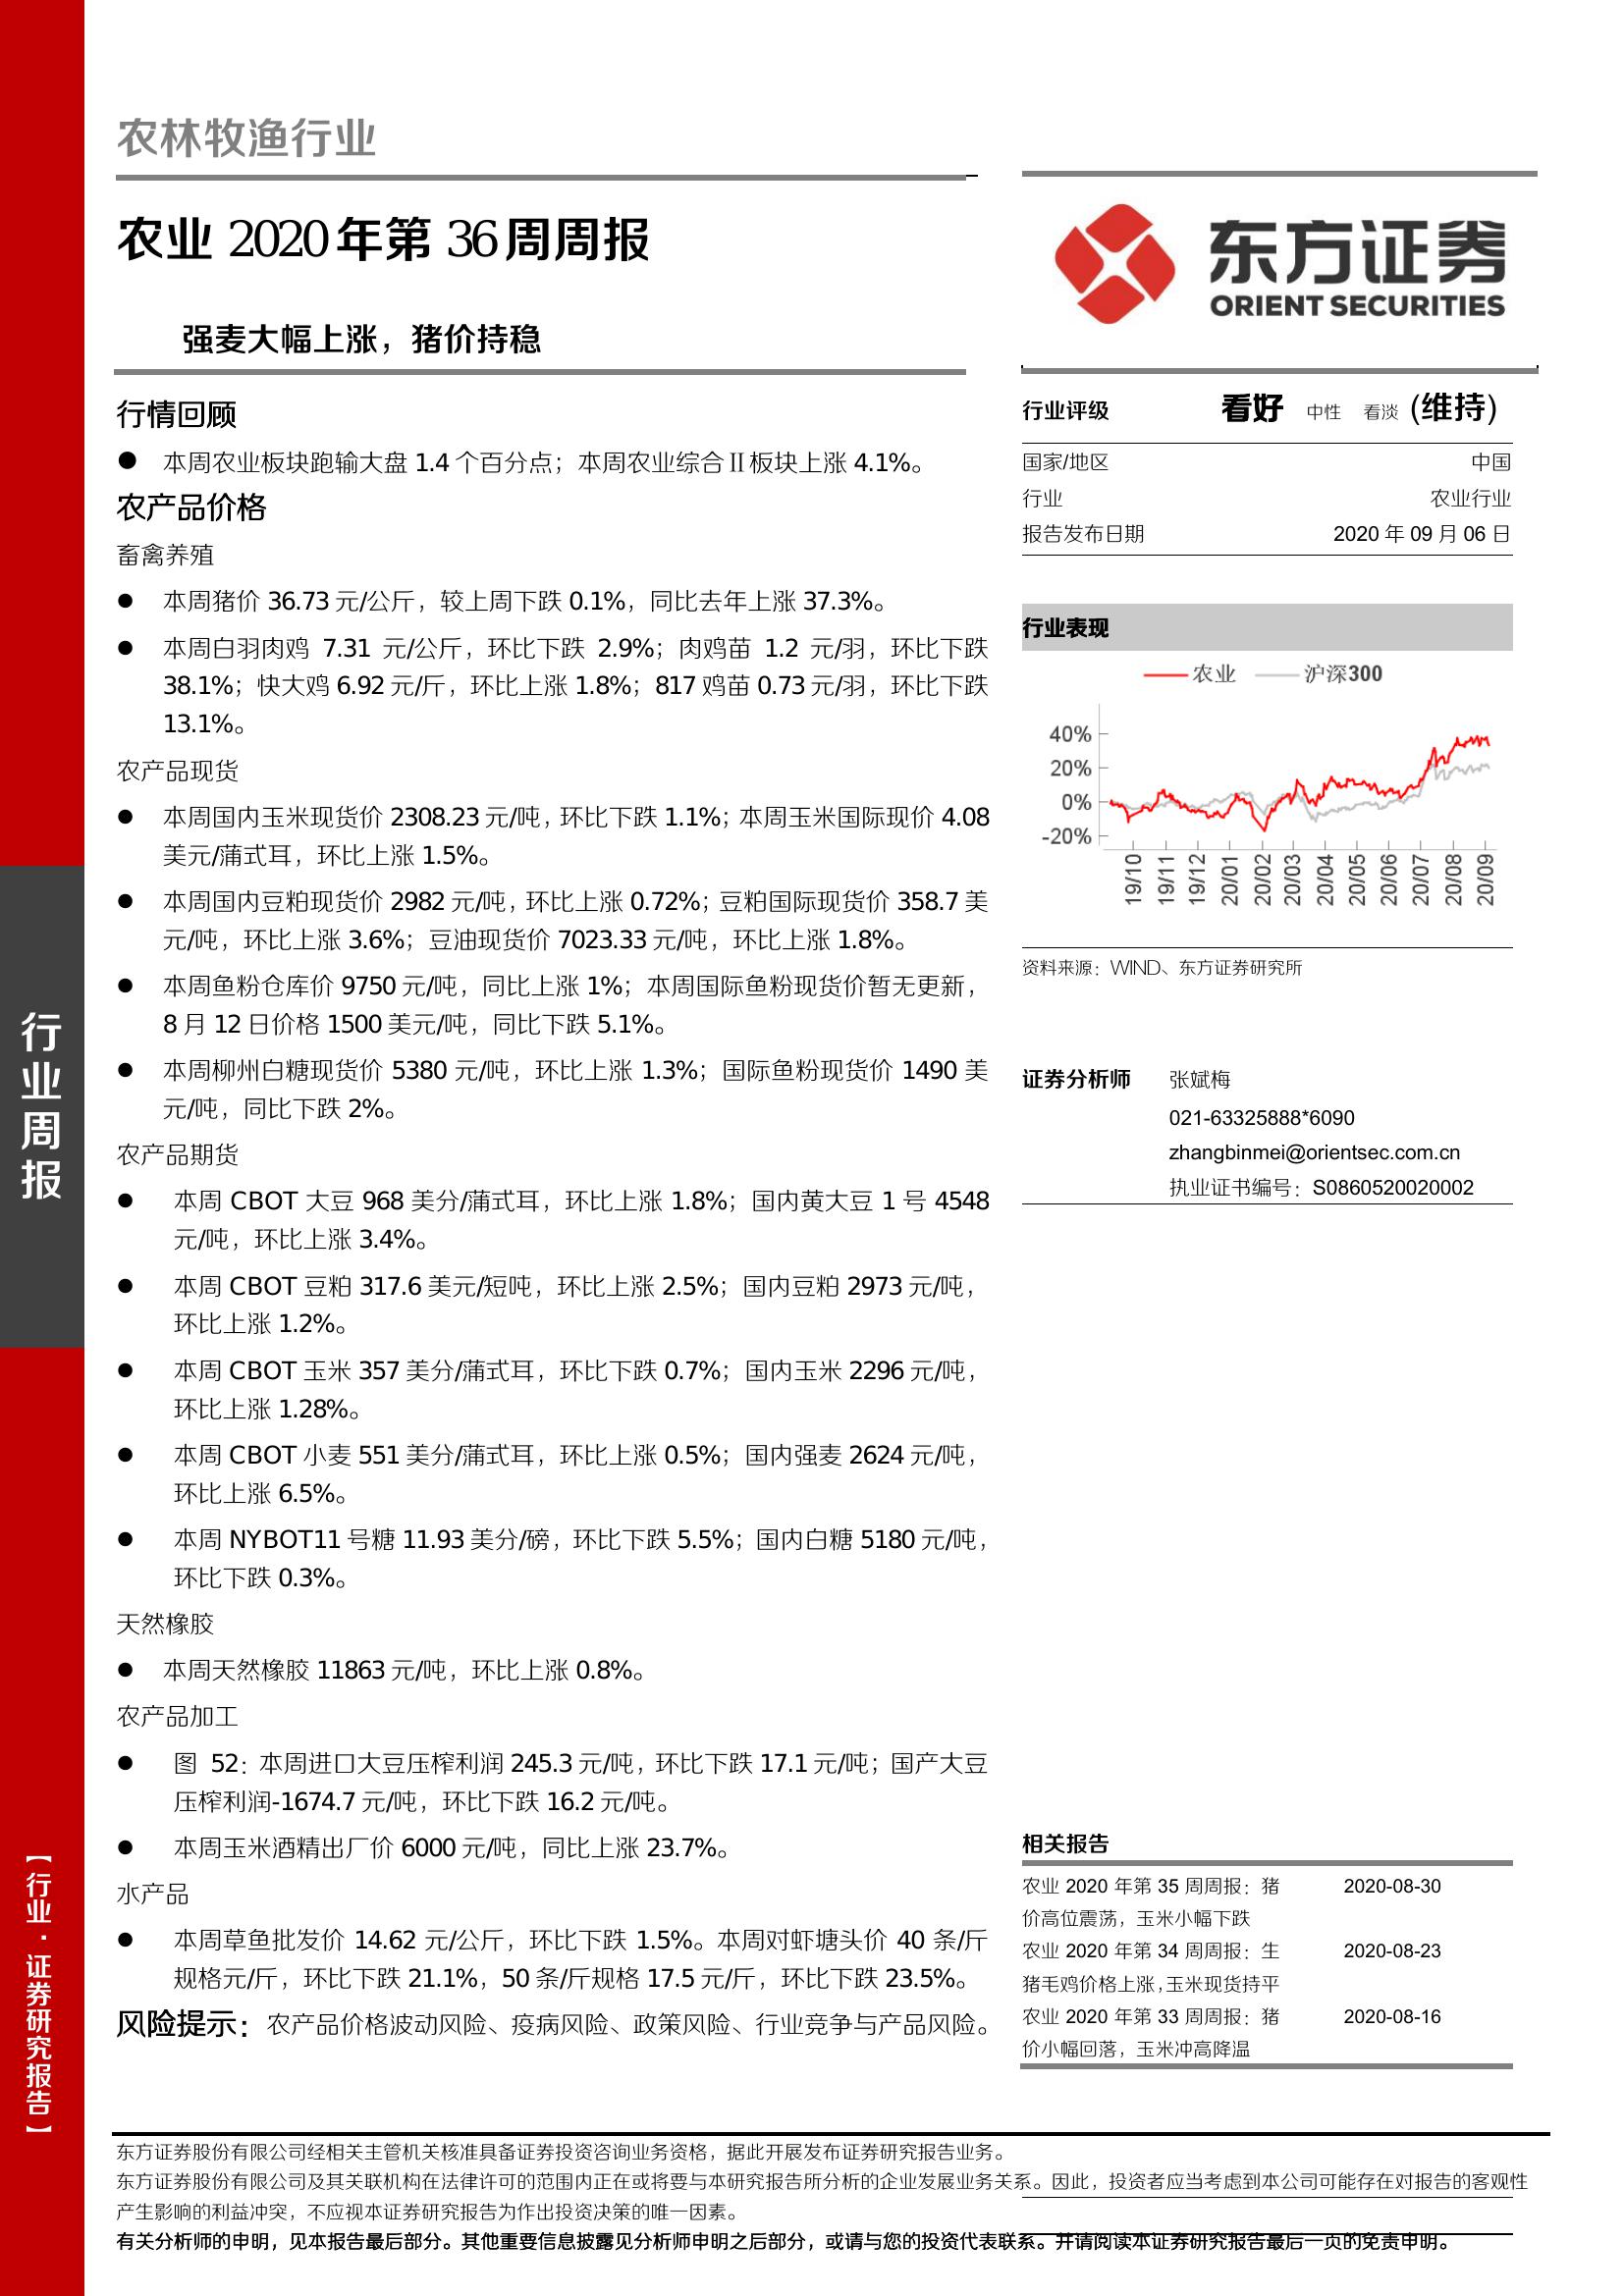 农林牧渔行业
农业 2020 年第 36 周周报
强麦大幅上涨，猪价持稳
行情回顾
● 本周农业板块跑输大盘 1.4 个百分点；本周农业综合Ⅱ板块上涨 4.1%。
农产品价格
畜禽养殖
● 本周猪价 36.73 元/公斤，较上周下跌 0.1%，同比去年上涨 37.3%。
● 本周白羽肉鸡 7.31 元/公斤，环比下跌 2.9%；肉鸡苗 1.2 元/羽，环比下跌
38.1%；快大鸡 6.92 元/斤，环比上涨 1.8%；817 鸡苗 0.73 元/羽，环比下跌
13.1%。
农产品现货
● 本周国内玉米现货价 2308.23 元/吨，环比下跌 1.1%；本周玉米国际现价 4.08
美元/蒲式耳，环比上涨 1.5%。
● 本周国内豆粕现货价 2982 元/吨，环比上涨 0.72%；豆粕国际现货价 358.7 美
元/吨，环比上涨 3.6%；豆油现货价 7023.33 元/吨，环比上涨 1.8%。
● 本周鱼粉仓库价 9750 元/吨，同比上涨 1%；本周国际鱼粉现货价暂无更新，
8 月 12 日价格 1500 美元/吨，同比下跌 5.1%。
● 本周柳州白糖现货价 5380 元/吨，环比上涨 1.3%；国际鱼粉现货价 1490 美
元/吨，同比下跌 2%。
农产品期货
● 本周 CBOT 大豆 968 美分/蒲式耳，环比上涨 1.8%；国内黄大豆 1 号 4548
元/吨，环比上涨 3.4%。
● 本周 CBOT 豆粕 317.6 美元/短吨，环比上涨 2.5%；国内豆粕 2973 元/吨，
环比上涨 1.2%。
● 本周 CBOT 玉米 357 美分/蒲式耳，环比下跌 0.7%；国内玉米 2296 元/吨，
环比上涨 1.28%。
● 本周 CBOT 小麦 551 美分/蒲式耳，环比上涨 0.5%；国内强麦 2624 元/吨，
环比上涨 6.5%。
● 本周 NYBOT11 号糖 11.93 美分/磅，环比下跌 5.5%；国内白糖 5180 元/吨，
环比下跌 0.3%。
天然橡胶
● 本周天然橡胶 11863 元/吨，环比上涨 0.8%。
农产品加工
● 图 52：本周进口大豆压榨利润 245.3 元/吨，环比下跌 17.1 元/吨；国产大豆
压榨利润-1674.7 元/吨，环比下跌 16.2 元/吨。
● 本周玉米酒精出厂价 6000 元/吨，同比上涨 23.7%。
水产品
● 本周草鱼批发价 14.62 元/公斤，环比下跌 1.5%。本周对虾塘头价 40 条/斤
规格元/斤，环比下跌 21.1%，50 条/斤规格 17.5 元/斤，环比下跌 23.5%。
风险提示：农产品价格波动风险、疫病风险、政策风险、行业竞争与产品风险。
东方证券
ORIENT SECURITIES
行业评级 看好 中性 看淡 (维持)
国家/地区 中国
行业 农业行业
报告发布日期 2020 年 09 月 06 日
行业表现
农业 沪深300
40%
20%
0%
-20%
19/10 19/11 19/12 20/01 20/02 20/03 20/04 20/05 20/06 20/07 20/08 20/09
资料来源：WIND、东方证券研究所
证券分析师 张斌梅
021-63325888*6090
zhangbinmei@orientsec.com.cn
执业证书编号：S0860520020002
相关报告
农业 2020 年第 35 周周报：猪 2020-08-30
价高位震荡，玉米小幅下跌
农业 2020 年第 34 周周报：生 2020-08-23
猪毛鸡价格上涨，玉米现货持平
农业 2020 年第 33 周周报：猪 2020-08-16
价小幅回落，玉米冲高降温
行业周报
【行业·证券研究报告】
东方证券股份有限公司经相关主管机关核准具备证券投资咨询业务资格，据此开展发布证券研究报告业务。
东方证券股份有限公司及其关联机构在法律许可的范围内正在或将要与本研究报告所分析的企业发展业务关系。因此，投资者应当考虑到本公司可能存在对报告的客观性
产生影响的利益冲突，不应视本证券研究报告为作出投资决策的唯一因素。
有关分析师的申明，见本报告最后部分。其他重要信息披露见分析师申明之后部分，或请与您的投资代表联系。并请阅读本证券研究报告最后一页的免责申明。